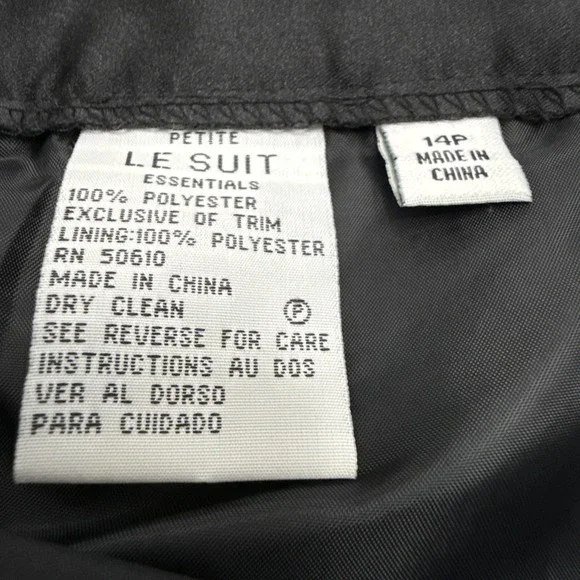 PETITE
LE SUIT
ESSENTIALS
100% POLYESTER
EXCLUSIVE OF TRIM
LINING:100% POLYESTER
RN 50610
MADE IN CHINA
DRY CLEAN P
SEE REVERSE FOR CARE
INSTRUCTIONS AU DOS
VER AL DORSO
PARA CUIDADO
14P
MADE IN
CHINA